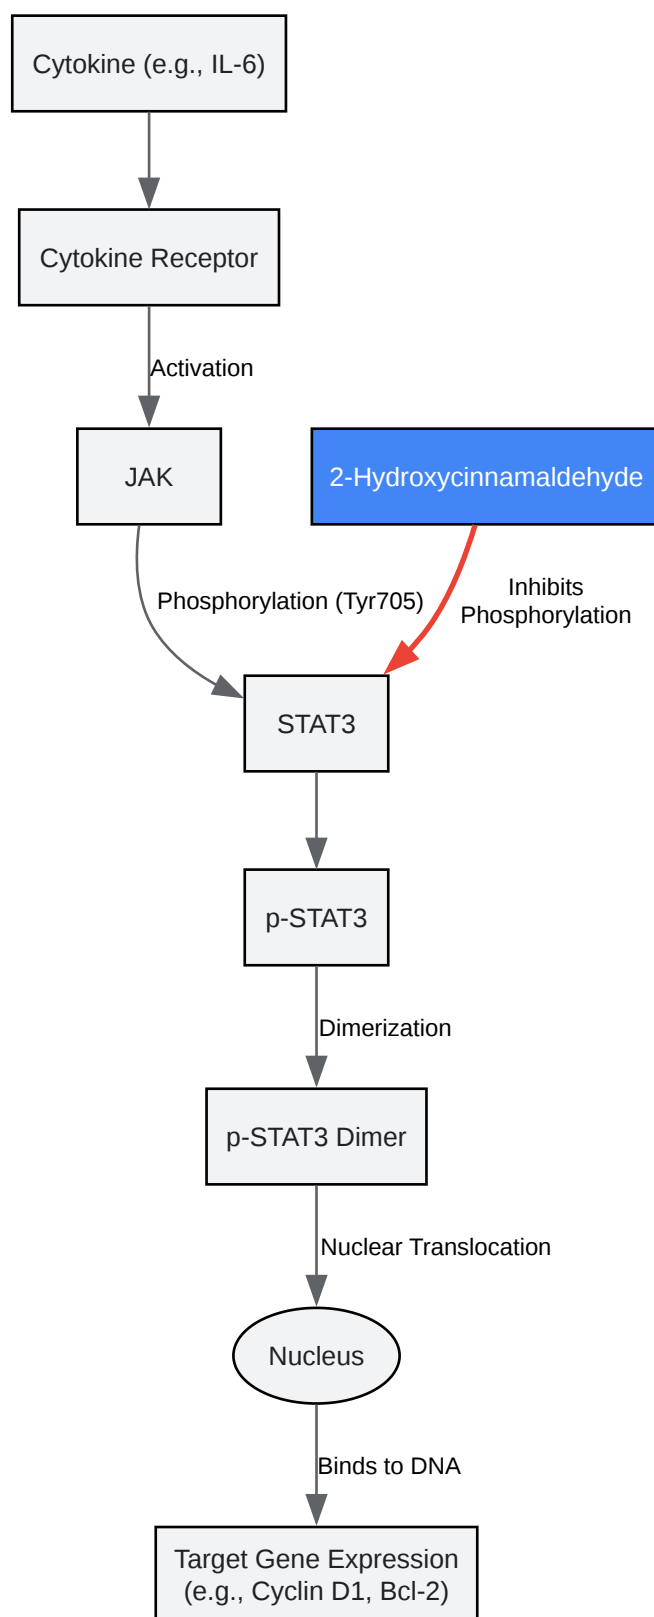 Cytokine (e.g., IL-6)
Cytokine Receptor
Activation
JAK
2-Hydroxycinnamaldehyde
Phosphorylation (Tyr705)
Inhibits
Phosphorylation
STAT3
p-STAT3
Dimerization
p-STAT3 Dimer
Nuclear Translocation
Nucleus
Binds to DNA
Target Gene Expression
(e.g., Cyclin D1, Bcl-2)